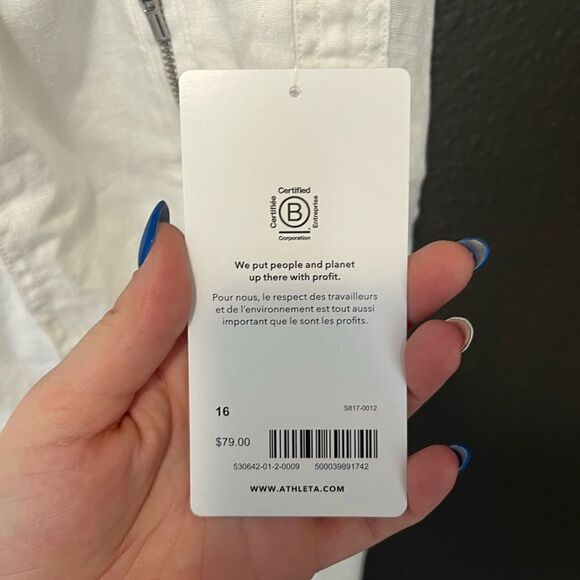 Certified
Certifiée
B
Entreprise
Corporation
We put people and planet
up there with profit.
Pour nous, le respect des travailleurs
et de l'environnement est tout aussi
important que le sont les profits.
16
S817-0012
$79.00
530642-01-2-0009 500039891742
WWW.ATHLETA.COM